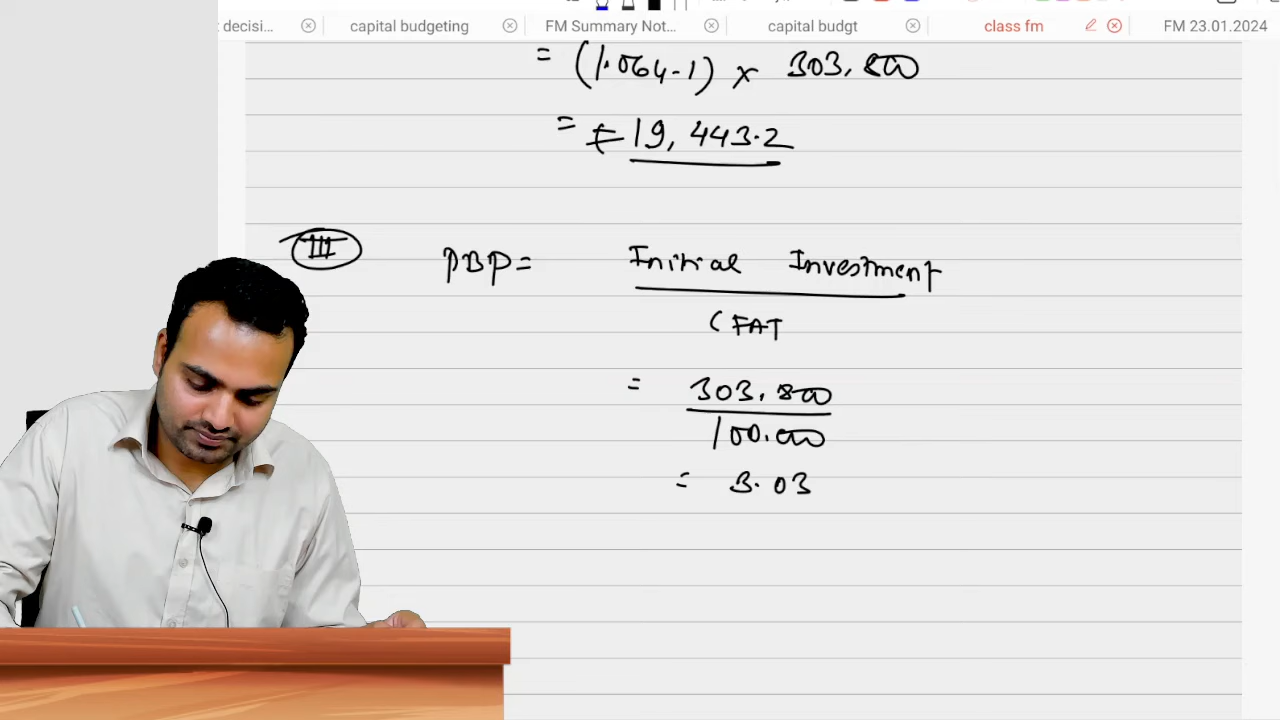 t decisi... capital budgeting FM Summary Not... capital budgt class fm FM 23.01.2024
= (1.064-1) x 303,800
= ₹ 19,443.2
III PBP = Initial Investment
CFAT
= 303,800
100,000
= 3.03